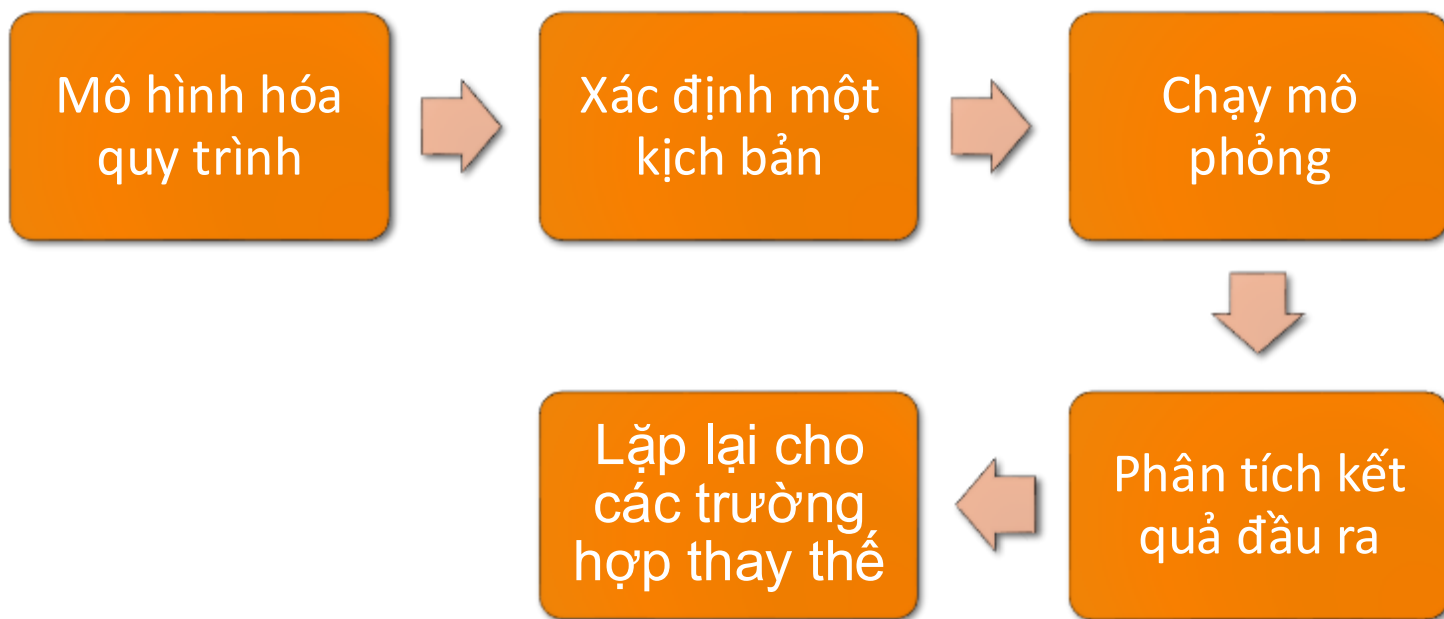 Mô hình hóa
quy trình
Xác định một
kịch bản
Chạy mô
phỏng
Phân tích kết
quả đầu ra
Lặp lại cho
các trường
hợp thay thế